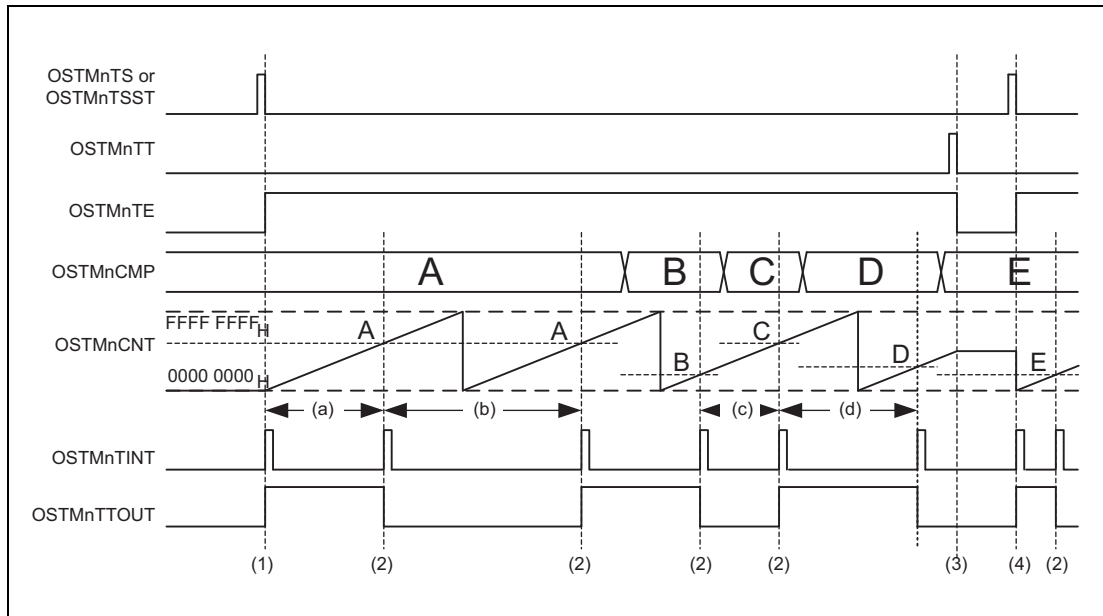 OSTMnTS or
OSTMnTSST
OSTMnTT
OSTMnTE
OSTMnCMP
A
B
C
D
E
OSTMnCNT
FFFF FFFFH
0000 0000H
A
A
B
C
D
E
(a)
(b)
(c)
(d)
OSTMnTINT
OSTMnTTOUT
(1)
(2)
(2)
(2)
(2)
(3)
(4)
(2)